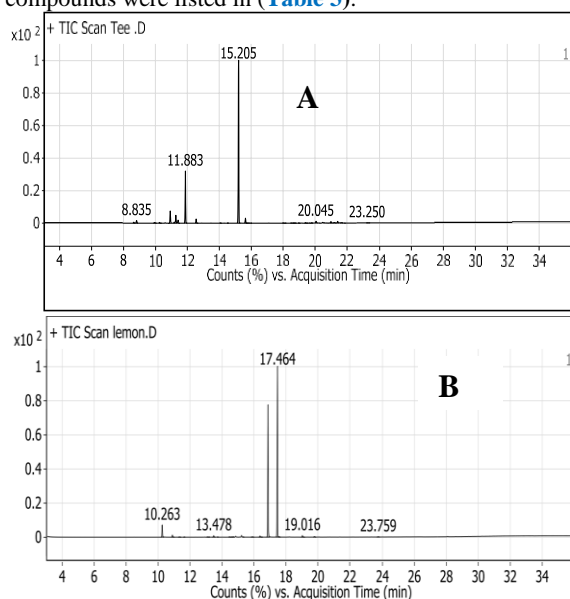 compounds were listed in (Table 3).
x10 2 + TIC Scan Tee .D
1
0.8
0.6
0.4
0.2
0
15.205
11.883
8.835
20.045
23.250
A
1
4 6 8 10 12 14 16 18 20 22 24 26 28 30 32 34
Counts (%) vs. Acquisition Time (min)
x10 2 + TIC Scan lemon.D
1
0.8
0.6
0.4
0.2
0
17.464
10.263
13.478
19.016
23.759
B
1
4 6 8 10 12 14 16 18 20 22 24 26 28 30 32 34
Counts (%) vs. Acquisition Time (min)